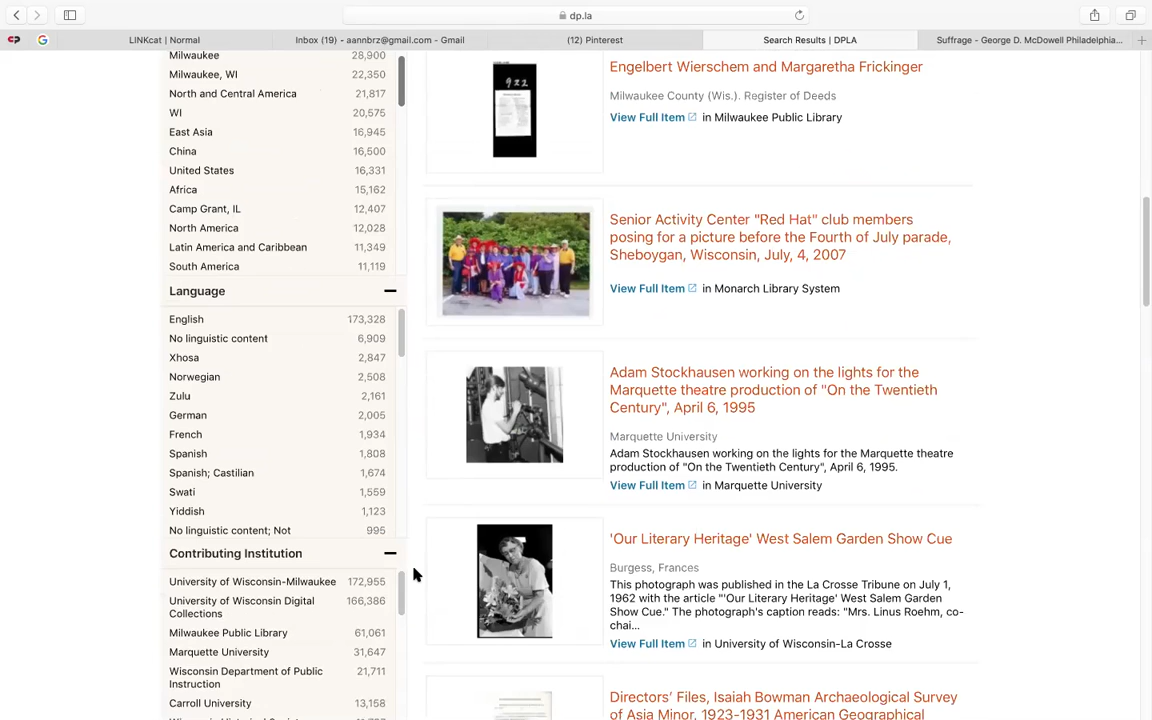 dp.la
LINKcat | Normal
Inbox (19) - aannbrz@gmail.com - Gmail
(12) Pinterest
Search Results | DPLA
Suffrage - George D. McDowell Philadelphia...
Milwaukee 28,900
Milwaukee, WI 22,350
North and Central America 21,817
WI 20,575
East Asia 16,945
China 16,500
United States 16,331
Africa 15,162
Camp Grant, IL 12,407
North America 12,028
Latin America and Caribbean 11,349
South America 11,119
Language
English 173,328
No linguistic content 6,909
Xhosa 2,847
Norwegian 2,508
Zulu 2,161
German 2,005
French 1,934
Spanish 1,808
Spanish; Castilian 1,674
Swati 1,559
Yiddish 1,123
No linguistic content; Not 995
Contributing Institution
University of Wisconsin-Milwaukee 172,955
University of Wisconsin Digital 166,386
Collections
Milwaukee Public Library 61,061
Marquette University 31,647
Wisconsin Department of Public 21,711
Instruction
Carroll University 13,158
922
Engelbert Wierschem and Margaretha Frickinger
Milwaukee County (Wis.). Register of Deeds
View Full Item in Milwaukee Public Library
Senior Activity Center "Red Hat" club members
posing for a picture before the Fourth of July parade,
Sheboygan, Wisconsin, July, 4, 2007
View Full Item in Monarch Library System
Adam Stockhausen working on the lights for the
Marquette theatre production of "On the Twentieth
Century", April 6, 1995
Marquette University
Adam Stockhausen working on the lights for the Marquette theatre
production of "On the Twentieth Century", April 6, 1995.
View Full Item in Marquette University
'Our Literary Heritage' West Salem Garden Show Cue
Burgess, Frances
This photograph was published in the La Crosse Tribune on July 1,
1962 with the article "'Our Literary Heritage' West Salem Garden
Show Cue." The photograph's caption reads: "Mrs. Linus Roehm, co-
chai...
View Full Item in University of Wisconsin-La Crosse
Directors' Files, Isaiah Bowman Archaeological Survey
of Asia Minor, 1923-1931 American Geographical